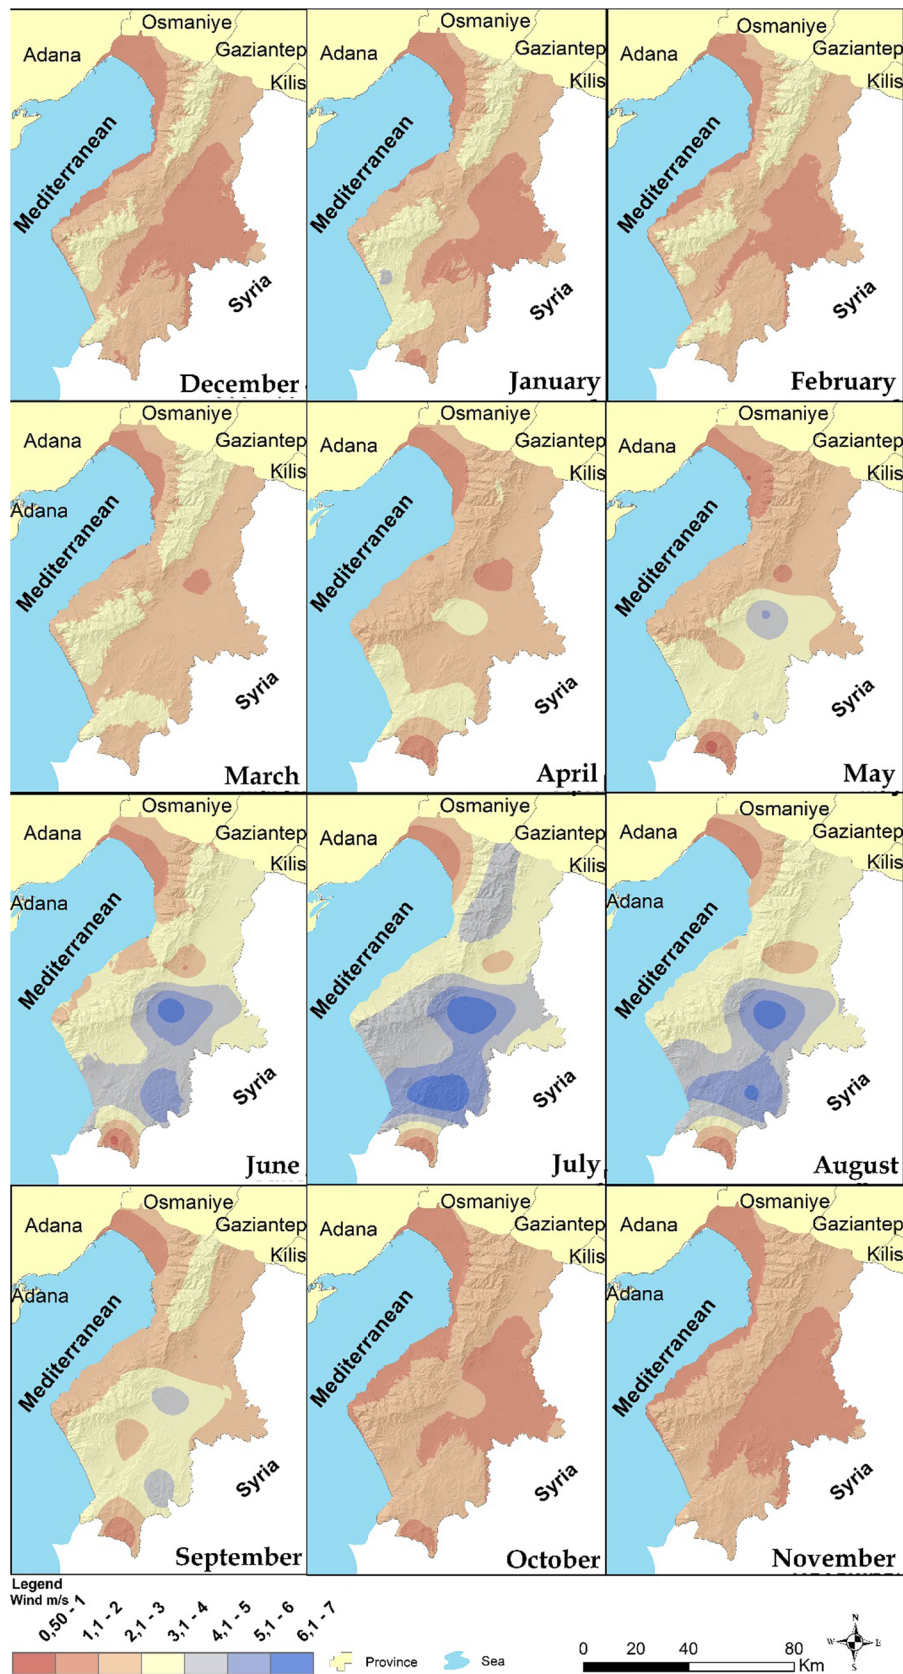 Osmaniye
Adana
Gaziantep
Kilis
Mediterranean
Syria
December
Osmaniye
Adana
Gaziantep
Kilis
Mediterranean
Syria
January
Osmaniye
Adana
Gaziantep
Kilis
Mediterranean
Syria
February
Osmaniye
Adana
Gaziantep
Kilis
Adana
Mediterranean
Syria
March
Osmaniye
Adana
Gaziantep
Kilis
Mediterranean
Syria
April
Osmaniye
Adana
Gaziantep
Kilis
Mediterranean
Syria
May
Osmaniye
Adana
Gaziantep
Kilis
Adana
Mediterranean
Syria
June
Osmaniye
Adana
Gaziantep
Kilis
Mediterranean
Syria
July
Osmaniye
Adana
Gaziantep
Kilis
Adana
Mediterranean
Syria
August
Osmaniye
Adana
Gaziantep
Kilis
Adana
Mediterranean
Syria
September
Osmaniye
Adana
Gaziantep
Kilis
Mediterranean
Syria
October
Osmaniye
Adana
Gaziantep
Kilis
Adana
Mediterranean
Syria
November
Legend
Wind m/s
0,50 - 1
1,1 - 2
2,1 - 3
3,1 - 4
4,1 - 5
5,1 - 6
6,1 - 7
Province
Sea
0 20 40 80
Km
N
W E
S